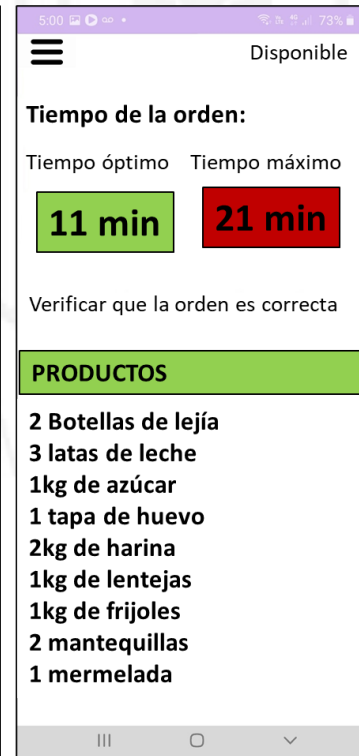 5:00
73%
Disponible
Tiempo de la orden:
Tiempo óptimo Tiempo máximo
11 min 21 min
Verificar que la orden es correcta
PRODUCTOS
2 Botellas de lejía
3 latas de leche
1kg de azúcar
1 tapa de huevo
2kg de harina
1kg de lentejas
1kg de frijoles
2 mantequillas
1 mermelada